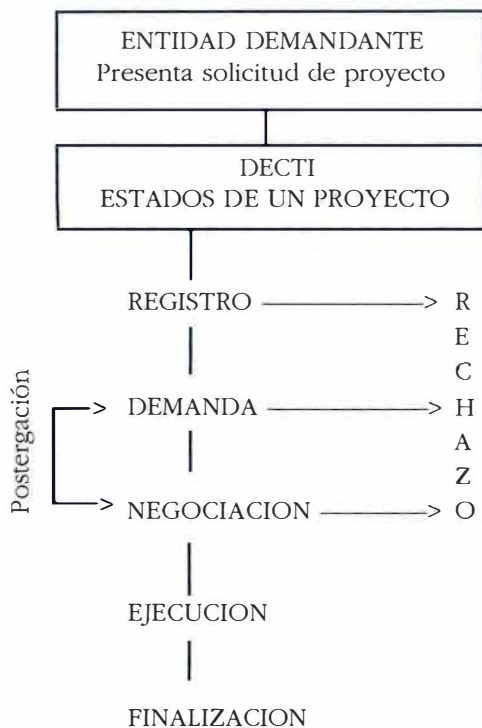 ENTIDAD DEMANDANTE
Presenta solicitud de proyecto
DECTI
ESTADOS DE UN PROYECTO
REGISTRO
DEMANDA
NEGOCIACION
EJECUCION
FINALIZACION
Postergación
R
E
C
H
A
Z
O